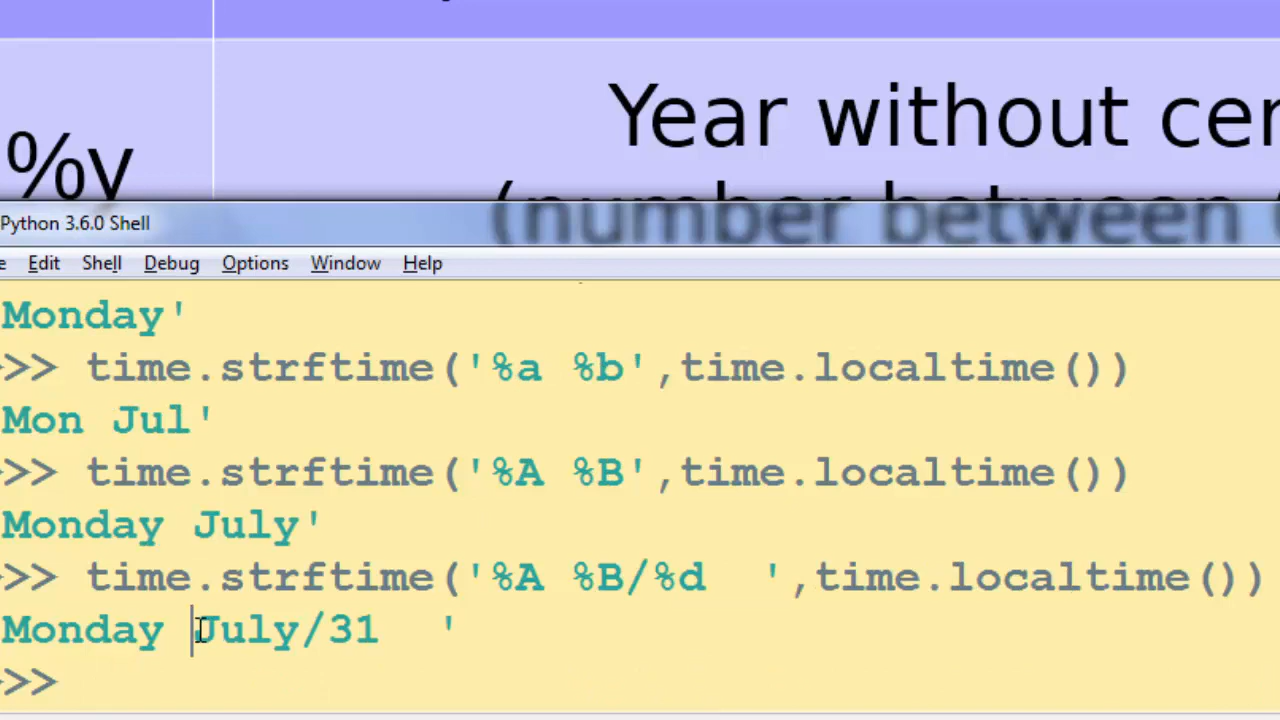 Year without cer
%y
(number between
Python 3.6.0 Shell
e Edit Shell Debug Options Window Help
Monday'
>>> time.strftime('%a %b',time.localtime())
Mon Jul'
>>> time.strftime('%A %B',time.localtime())
Monday July'
>>> time.strftime('%A %B/%d  ',time.localtime())
Monday July/31  '
>>>